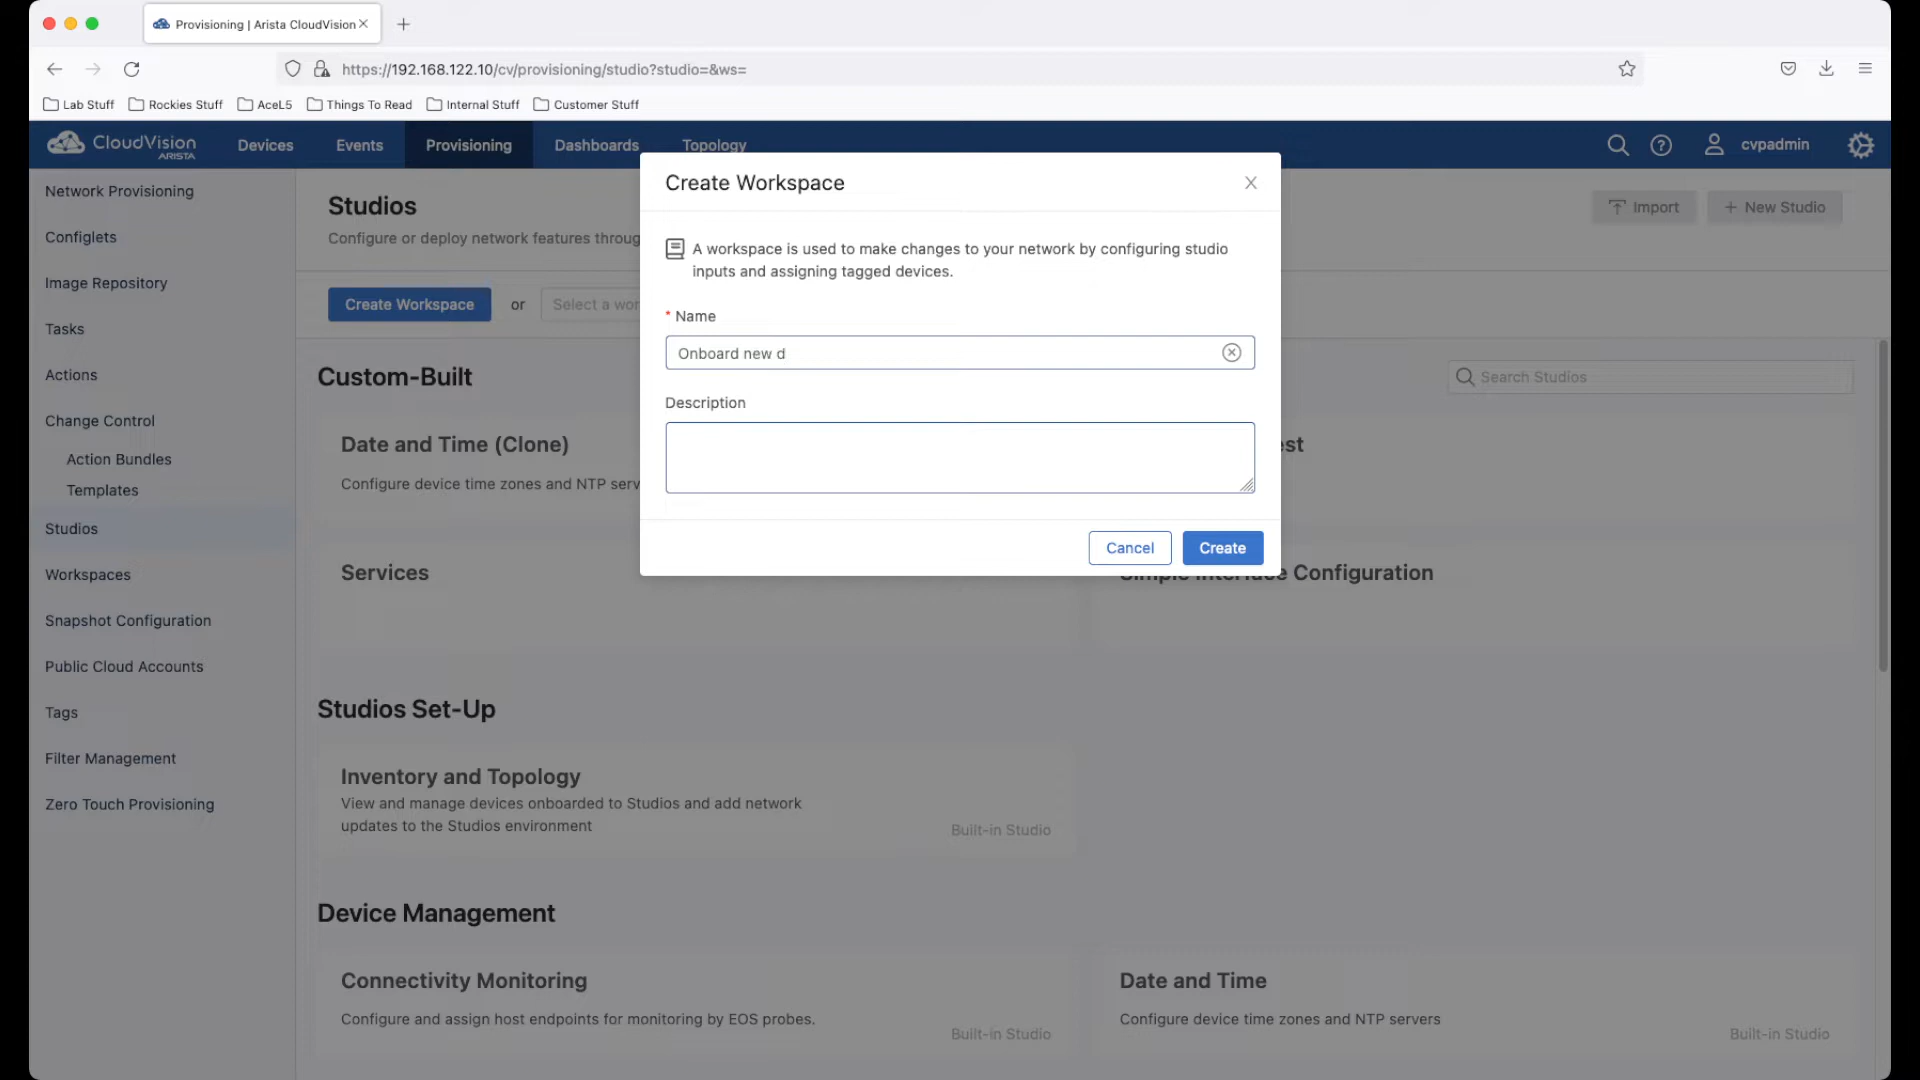 Provisioning | Arista CloudVision
https://192.168.122.10/cv/provisioning/studio?studio=&ws=
Lab Stuff
Rockies Stuff
AceL5
Things To Read
Internal Stuff
Customer Stuff
CloudVision
ARISTA
Devices
Events
Provisioning
Dashboards
Topology
cvpadmin
Network Provisioning
Configlets
Image Repository
Tasks
Actions
Change Control
Action Bundles
Templates
Studios
Workspaces
Snapshot Configuration
Public Cloud Accounts
Tags
Filter Management
Zero Touch Provisioning
Studios
Configure or deploy network features throug
Import
+ New Studio
Create Workspace
or
Select a wor
Create Workspace
A workspace is used to make changes to your network by configuring studio
inputs and assigning tagged devices.
* Name
Onboard new d
Description
Cancel
Create
Custom-Built
Search Studios
Date and Time (Clone)
Configure device time zones and NTP serv
est
Services
Simple Interface Configuration
Studios Set-Up
Inventory and Topology
View and manage devices onboarded to Studios and add network
updates to the Studios environment
Built-in Studio
Device Management
Connectivity Monitoring
Configure and assign host endpoints for monitoring by EOS probes.
Built-in Studio
Date and Time
Configure device time zones and NTP servers
Built-in Studio